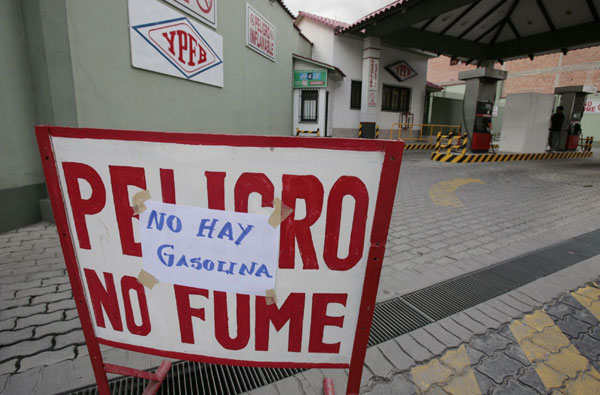 YPFB
PELIGRO
NO HAY
GASOLINA
NO FUME